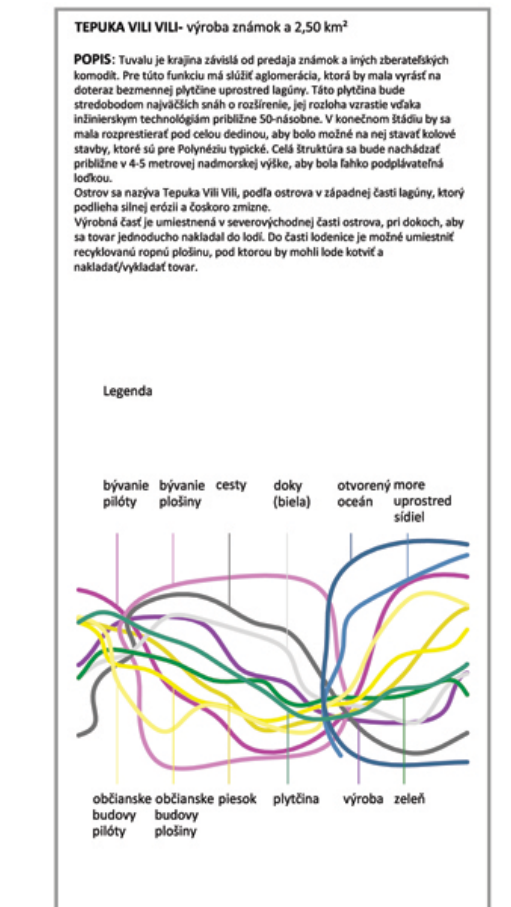 TEPUKA VILI VILI- výroba známok a 2,50 km²
POPIS: Tuvalu je krajina závislá od predaja známok a iných zberateľských
komodít. Pre túto funkciu má slúžiť aglomerácia, ktorá by mala vyrásť na
doteraz bezmennej plytčine uprostred lagúny. Táto plytčina bude
stredobodom najväčších snáh o rozšírenie, jej rozloha vzrastie vďaka
inžinierskym technológiám približne 50-násobne. V konečnom štádiu by sa
mala rozprestierať pod celou dedinou, aby bolo možné na nej stavať kolové
stavby, ktoré sú pre Polynéziu typické. Celá štruktúra sa bude nachádzať
približne v 4-5 metrovej nadmorskej výške, aby bola ľahko podplávateľná
loďkou.
Ostrov sa nazýva Tepuka Vili Vili, podľa ostrova v západnej časti lagúny, ktorý
podlieha silnej erózii a čoskoro zmizne.
Výrobná časť je umiestnená v severovýchodnej časti ostrova, pri dokoch, aby
sa tovar jednoducho nakladal do lodí. Do časti lodenice je možné umiestniť
recyklovanú ropnú plošinu, pod ktorou by mohli lode kotviť a
nakladať/vykladať tovar.
Legenda
bývanie bývanie cesty doky otvorený more
pilóty plošiny (biela) oceán uprostred
sídiel
občianske občianske piesok plytčina výroba zeleň
budovy budovy
pilóty plošiny